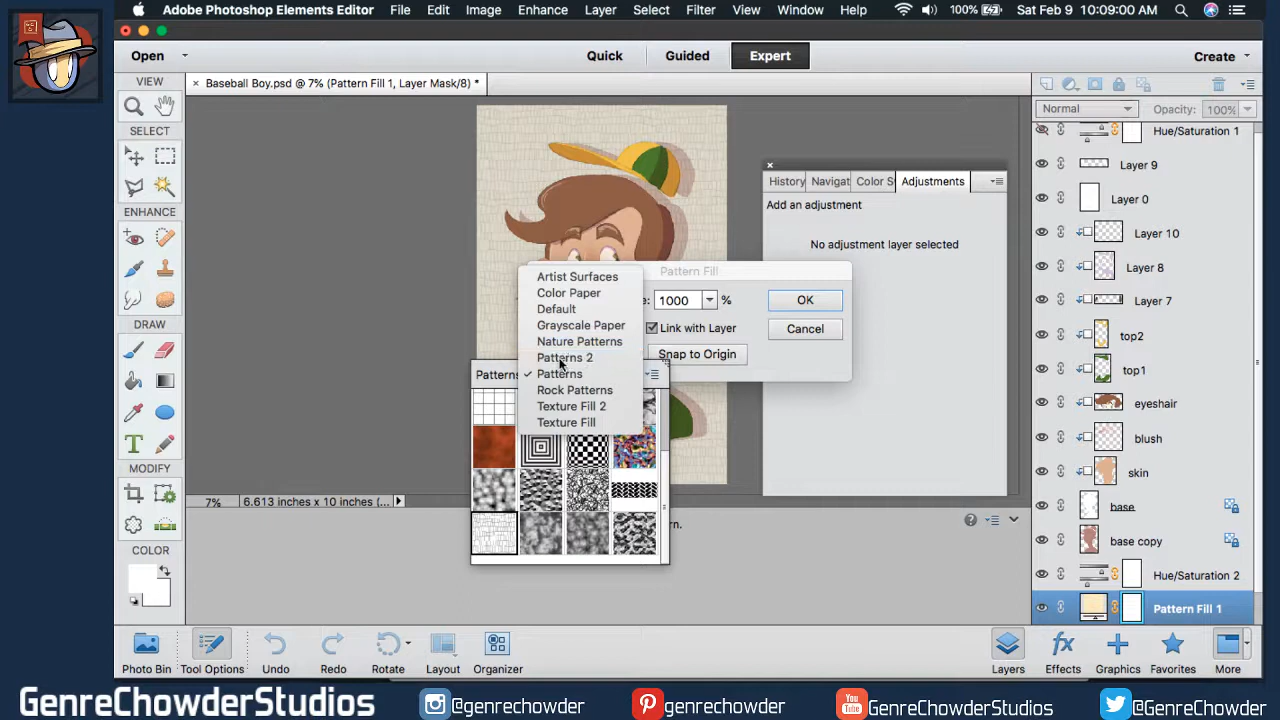 Adobe Photoshop Elements Editor File Edit Image Enhance Layer Select Filter View Window Help 100% Sat Feb 9 10:09:00 AM
Open Quick Guided Expert Create
VIEW
× Baseball Boy.psd @ 7% (Pattern Fill 1, Layer Mask/8) *
Normal Opacity: 100%
SELECT
Hue/Saturation 1
Layer 9
History Navigat Color S Adjustments
Layer 0
Add an adjustment
ENHANCE
Layer 10
No adjustment layer selected
Layer 8
Pattern Fill
Artist Surfaces
Color Paper
1000 % OK
Layer 7
Default
Grayscale Paper
Link with Layer Cancel
DRAW
top2
Nature Patterns
Patterns 2
Snap to Origin
top1
Patterns
Patterns
Rock Patterns
eyeshair
Texture Fill 2
Texture Fill
blush
T
MODIFY
skin
7% 6.613 inches x 10 inches (...
base
n.
base copy
COLOR
Hue/Saturation 2
Pattern Fill 1
fx
Photo Bin Tool Options Undo Redo Rotate Layout Organizer Layers Effects Graphics Favorites More
GenreChowderStudios @genrechowder genrechowder GenreChowderStudios @GenreChowder